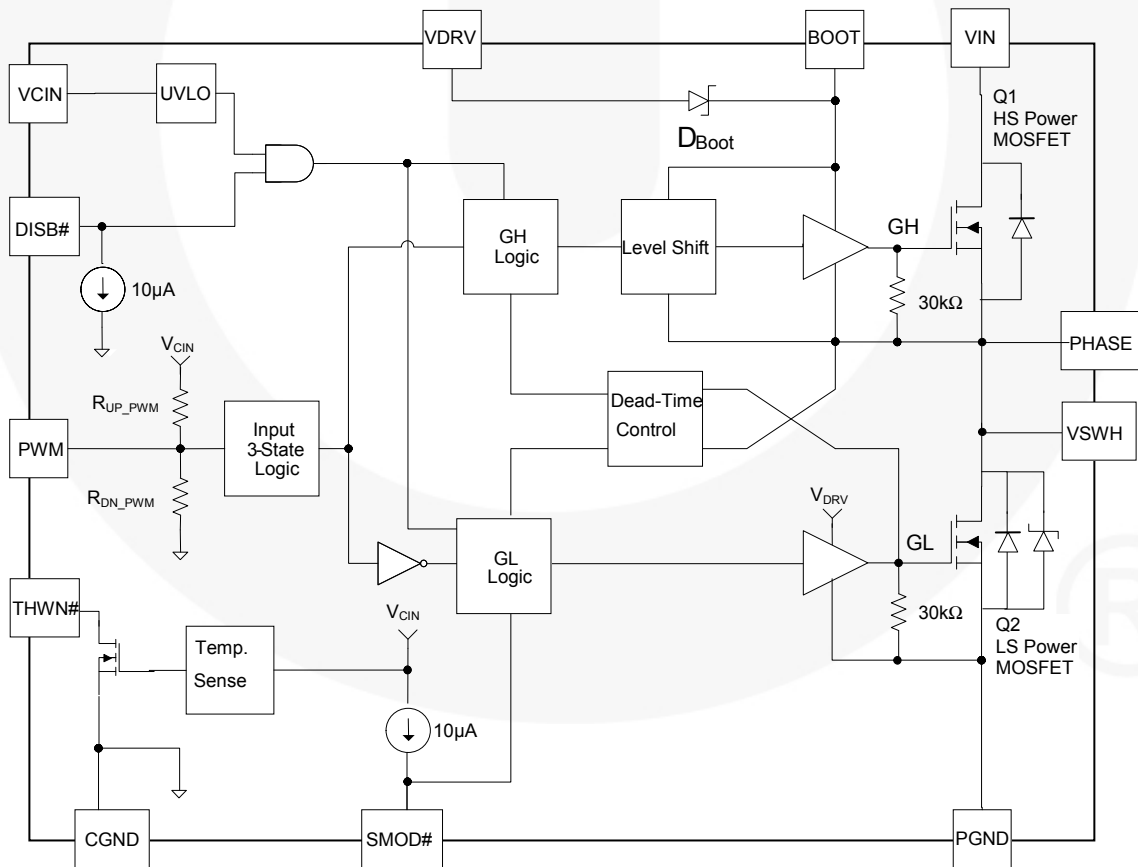 VDRV
BOOT
VIN
VCIN
UVLO
Q1
HS Power
MOSFET
DBoot
DISB#
GH
Logic
Level Shift
GH
10µA
30kΩ
VCIN
PHASE
RUP_PWM
Dead-Time
Control
Input
3-State
Logic
PWM
VSWH
RDN_PWM
VDRV
GL
Logic
GL
THWN#
VCIN
30kΩ
Q2
LS Power
MOSFET
Temp.
Sense
10µA
CGND
SMOD#
PGND
®